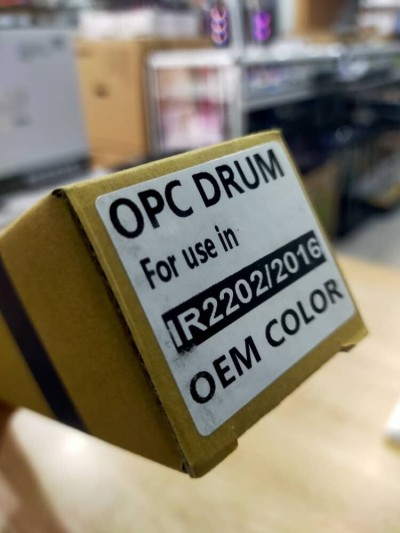 OPC DRUM
For use in
IR2202/2016
OEM COLOR